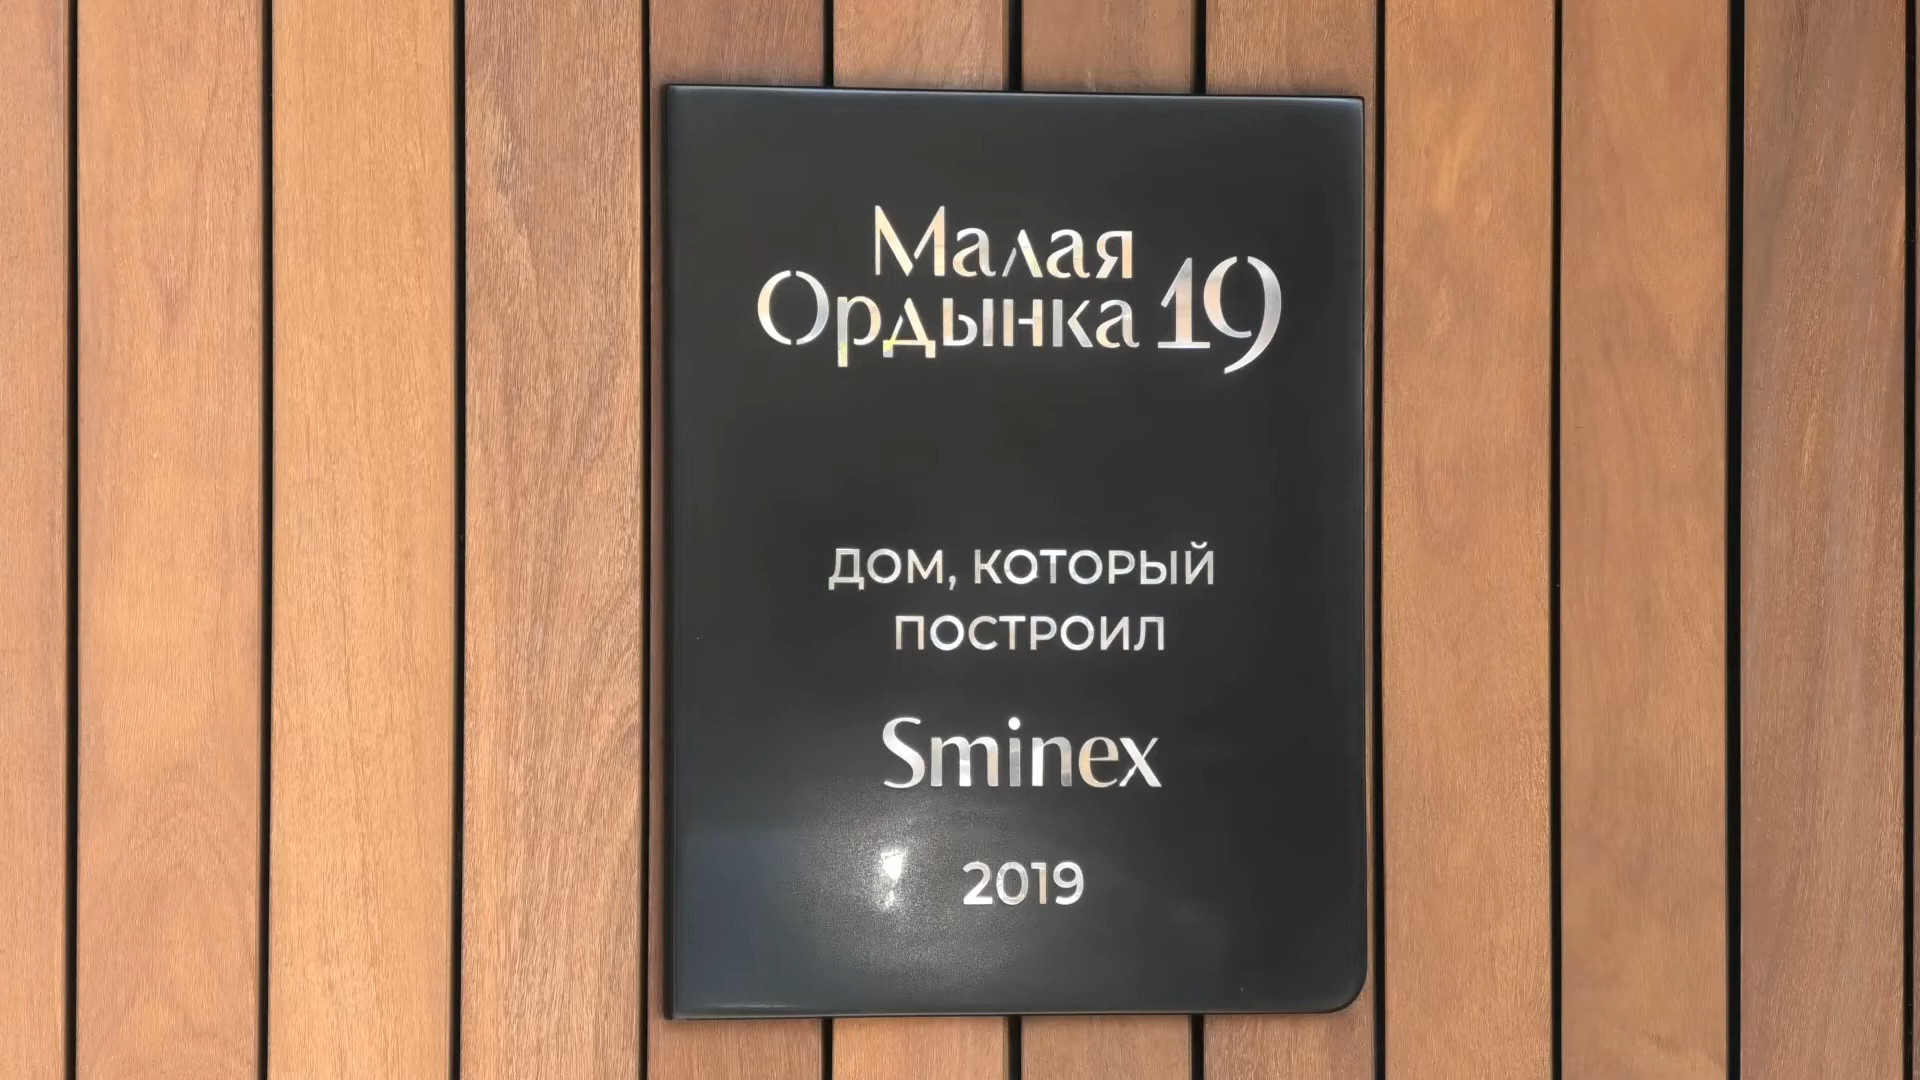 Малая
Ордынка 19
ДОМ, КОТОРЫЙ
ПОСТРОИЛ
Sminex
2019